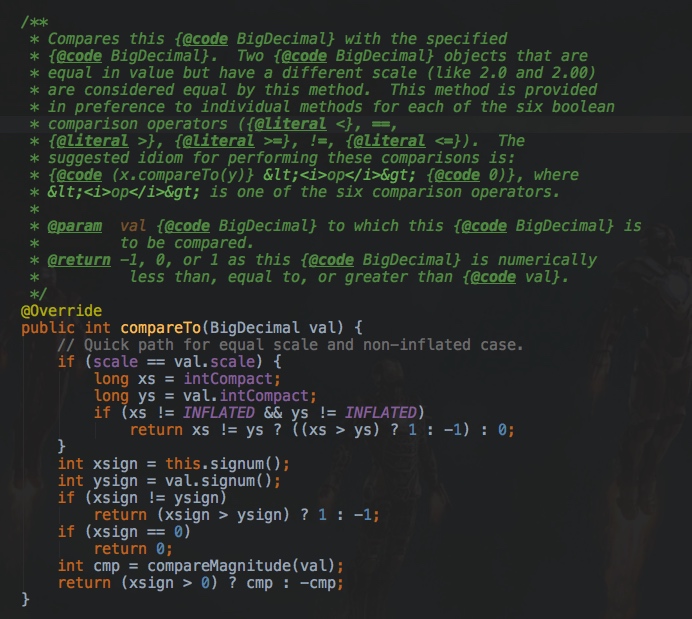 /**
 * Compares this {@code BigDecimal} with the specified
 * {@code BigDecimal}.  Two {@code BigDecimal} objects that are
 * equal in value but have a different scale (like 2.0 and 2.00)
 * are considered equal by this method.  This method is provided
 * in preference to individual methods for each of the six boolean
 * comparison operators ({@literal <}, ==,
 * {@literal >}, {@literal >=}, !=, {@literal <=}).  The
 * suggested idiom for performing these comparisons is:
 * {@code (x.compareTo(y)} &lt;<i>op</i>&gt; {@code 0)}, where
 * &lt;<i>op</i>&gt; is one of the six comparison operators.
 *
 * @param  val {@code BigDecimal} to which this {@code BigDecimal} is
 *         to be compared.
 * @return -1, 0, or 1 as this {@code BigDecimal} is numerically
 *          less than, equal to, or greater than {@code val}.
 */
@Override
public int compareTo(BigDecimal val) {
    // Quick path for equal scale and non-inflated case.
    if (scale == val.scale) {
        long xs = intCompact;
        long ys = val.intCompact;
        if (xs != INFLATED && ys != INFLATED)
            return xs != ys ? ((xs > ys) ? 1 : -1) : 0;
    }
    int xsign = this.signum();
    int ysign = val.signum();
    if (xsign != ysign)
        return (xsign > ysign) ? 1 : -1;
    if (xsign == 0)
        return 0;
    int cmp = compareMagnitude(val);
    return (xsign > 0) ? cmp : -cmp;
}